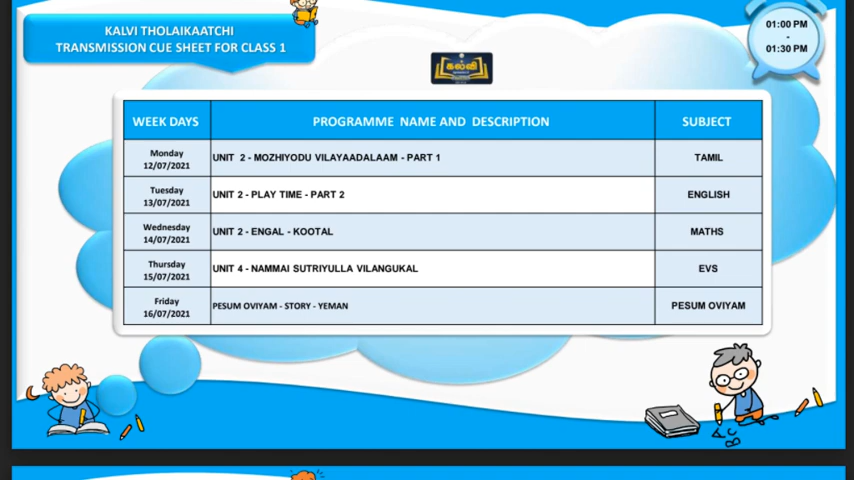 KALVI THOLAIKAATCHI
TRANSMISSION CUE SHEET FOR CLASS 1
01:00 PM
-
01:30 PM
கல்வி
WEEK DAYS PROGRAMME NAME AND DESCRIPTION SUBJECT
Monday
12/07/2021 UNIT 2 - MOZHIYODU VILAYAADALAAM - PART 1 TAMIL
Tuesday
13/07/2021 UNIT 2 - PLAY TIME - PART 2 ENGLISH
Wednesday
14/07/2021 UNIT 2 - ENGAL - KOOTAL MATHS
Thursday
15/07/2021 UNIT 4 - NAMMAI SUTRIYULLA VILANGUKAL EVS
Friday
16/07/2021 PESUM OVIYAM - STORY - YEMAN PESUM OVIYAM
A
B c